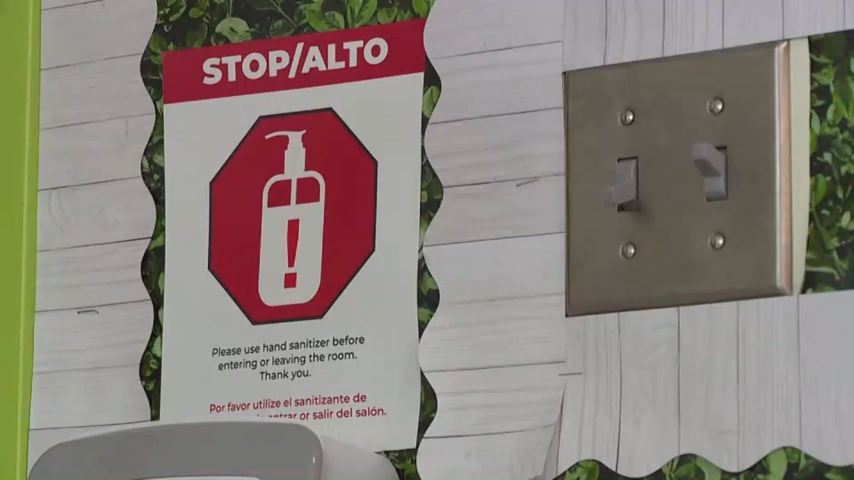 STOP/ALTO
Please use hand sanitizer before
entering or leaving the room.
Thank you.
Por favor utilize el sanitizante de
entrar or salir del salón.